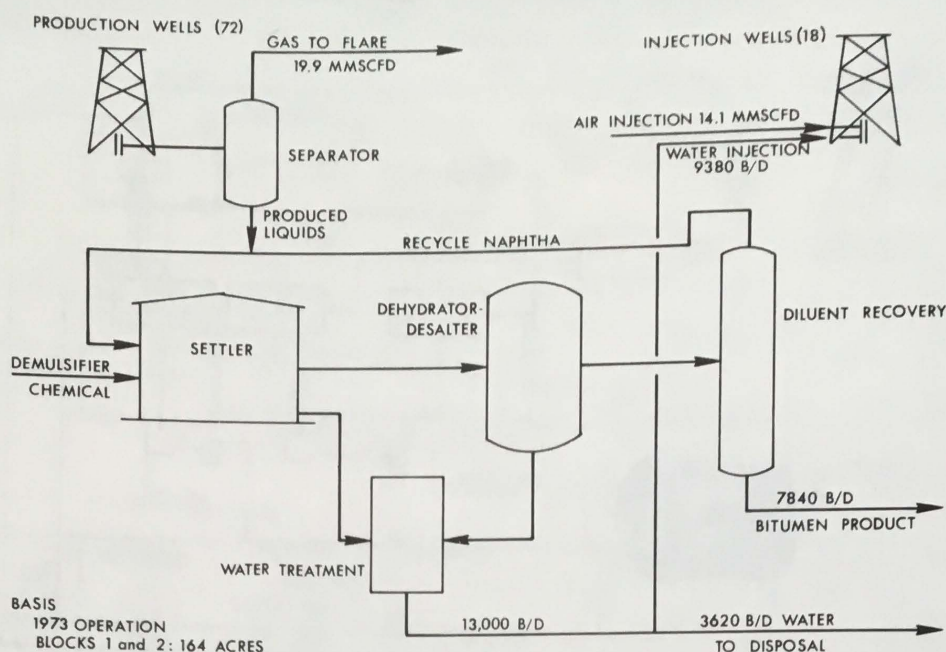 PRODUCTION WELLS (72)
GAS TO FLARE
19.9 MMSCFD
INJECTION WELLS (18)
AIR INJECTION 14.1 MMSCFD
WATER INJECTION
9380 B/D
SEPARATOR
PRODUCED
LIQUIDS
RECYCLE NAPHTHA
DEHYDRATOR-
DESALTER
DILUENT RECOVERY
SETTLER
DEMULSIFIER
CHEMICAL
7840 B/D
BITUMEN PRODUCT
WATER TREATMENT
BASIS
1973 OPERATION
BLOCKS 1 and 2: 164 ACRES
13,000 B/D
3620 B/D WATER
TO DISPOSAL